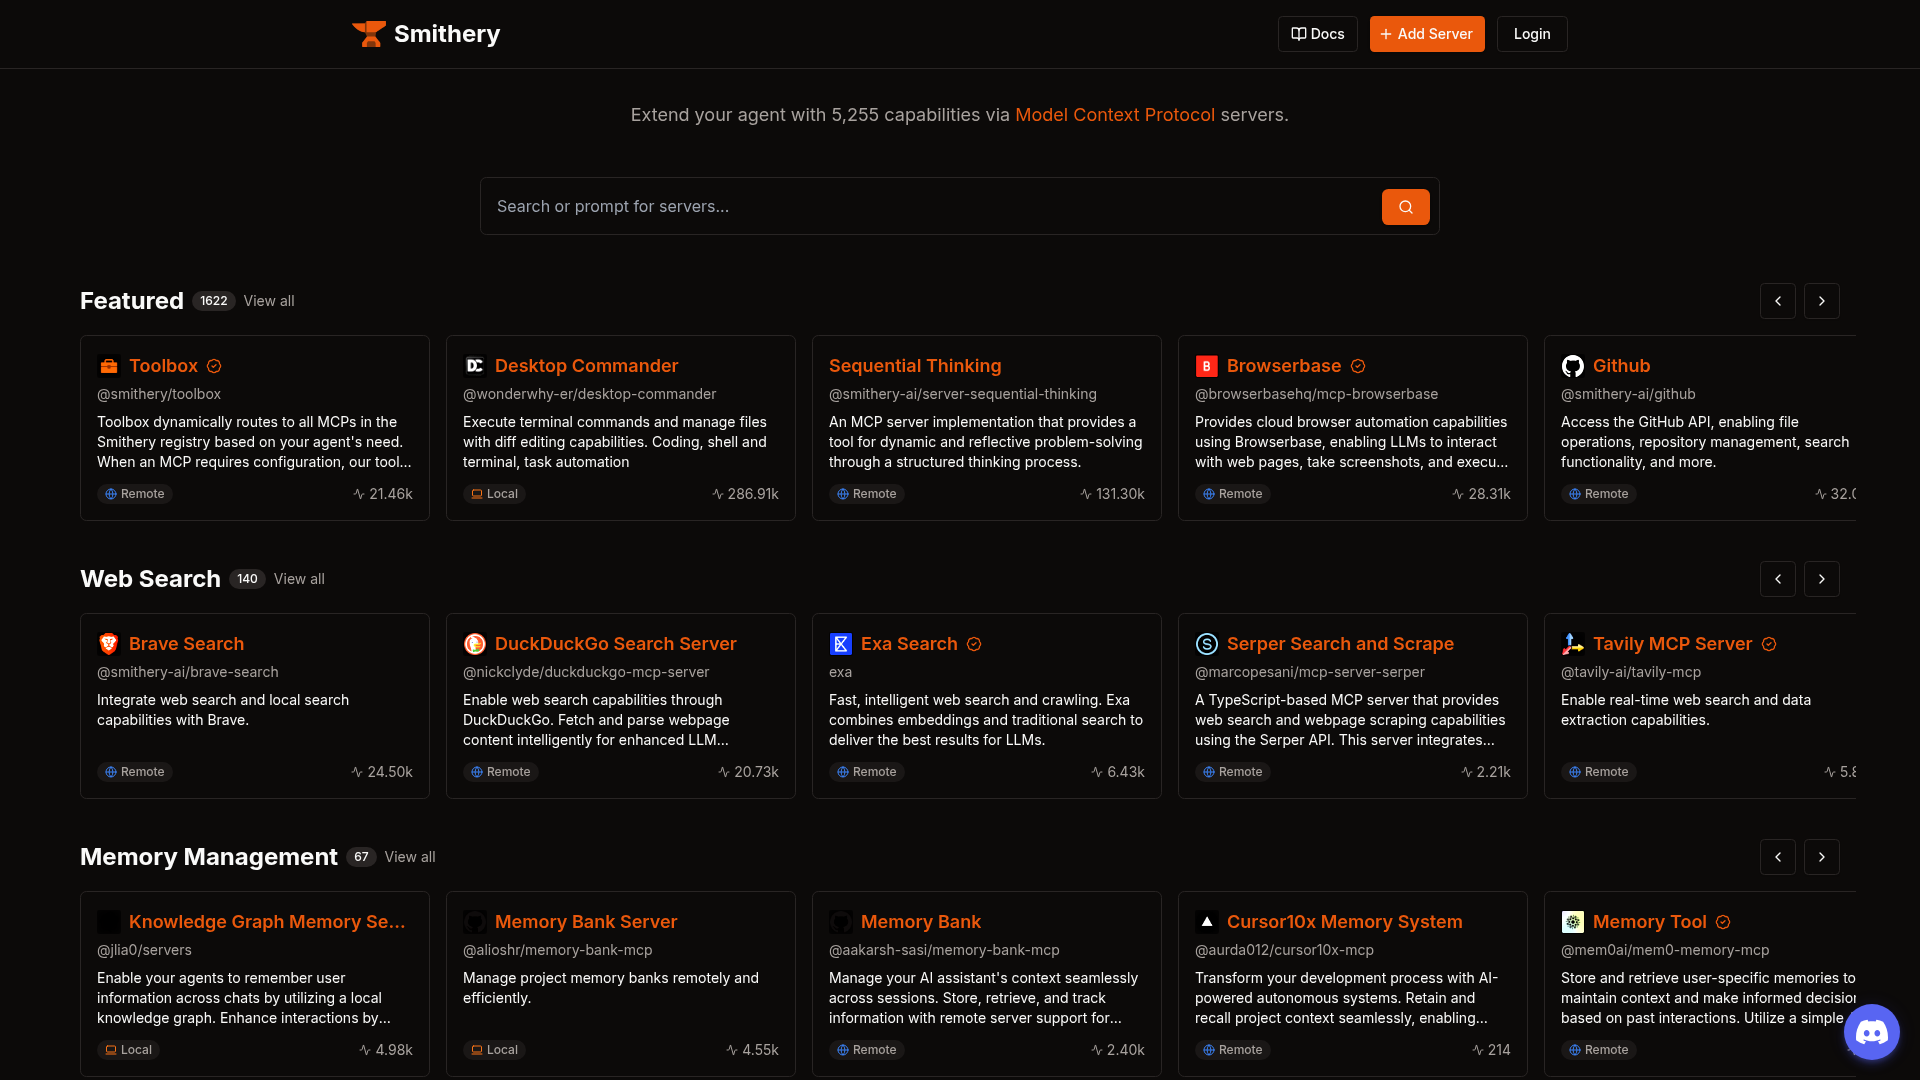 Smithery
Docs
Add Server
Login
Extend your agent with 5,255 capabilities via Model Context Protocol servers.
Search or prompt for servers...
Featured 1622 View all
Toolbox
@smithery/toolbox
Toolbox dynamically routes to all MCPs in the
Smithery registry based on your agent's need.
When an MCP requires configuration, our tool...
Remote 21.46k
Desktop Commander
@wonderwhy-er/desktop-commander
Execute terminal commands and manage files
with diff editing capabilities. Coding, shell and
terminal, task automation
Local 286.91k
Sequential Thinking
@smithery-ai/server-sequential-thinking
An MCP server implementation that provides a
tool for dynamic and reflective problem-solving
through a structured thinking process.
Remote 131.30k
B
Browserbase
@browserbasehq/mcp-browserbase
Provides cloud browser automation capabilities
using Browserbase, enabling LLMs to interact
with web pages, take screenshots, and execu...
Remote 28.31k
Github
@smithery-ai/github
Access the GitHub API, enabling file
operations, repository management, search
functionality, and more.
Remote 32.0
Web Search 140 View all
Brave Search
@smithery-ai/brave-search
Integrate web search and local search
capabilities with Brave.
Remote 24.50k
DuckDuckGo Search Server
@nickclyde/duckduckgo-mcp-server
Enable web search capabilities through
DuckDuckGo. Fetch and parse webpage
content intelligently for enhanced LLM...
Remote 20.73k
Exa Search
exa
Fast, intelligent web search and crawling. Exa
combines embeddings and traditional search to
deliver the best results for LLMs.
Remote 6.43k
S
Serper Search and Scrape
@marcopesani/mcp-server-serper
A TypeScript-based MCP server that provides
web search and webpage scraping capabilities
using the Serper API. This server integrates...
Remote 2.21k
Tavily MCP Server
@tavily-ai/tavily-mcp
Enable real-time web search and data
extraction capabilities.
Remote 5.8
Memory Management 67 View all
Knowledge Graph Memory Se...
@jlia0/servers
Enable your agents to remember user
information across chats by utilizing a local
knowledge graph. Enhance interactions by...
Local 4.98k
Memory Bank Server
@alioshr/memory-bank-mcp
Manage project memory banks remotely and
efficiently.
Local 4.55k
Memory Bank
@aakarsh-sasi/memory-bank-mcp
Manage your AI assistant's context seamlessly
across sessions. Store, retrieve, and track
information with remote server support for...
Remote 2.40k
Cursor10x Memory System
@aurda012/cursor10x-mcp
Transform your development process with AI-
powered autonomous systems. Retain and
recall project context seamlessly, enabling...
Remote 214
Memory Tool
@mem0ai/mem0-memory-mcp
Store and retrieve user-specific memories to
maintain context and make informed decision
based on past interactions. Utilize a simple
Remote